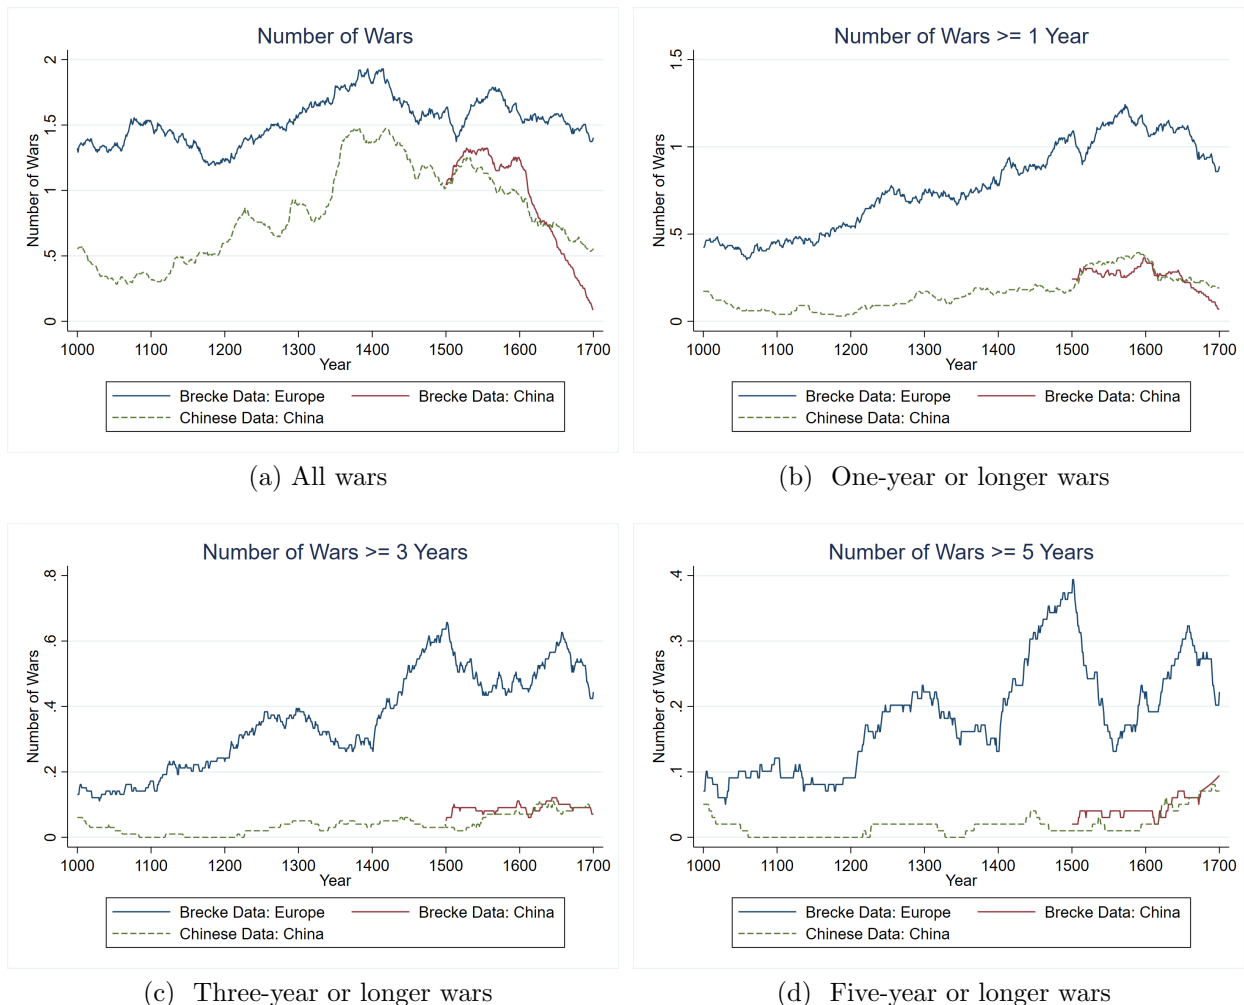 Number of Wars
Number of Wars
2
1.5
1
.5
0
1000 1100 1200 1300 1400 1500 1600 1700
Year
Brecke Data: Europe Brecke Data: China
Chinese Data: China
(a) All wars
Number of Wars >= 1 Year
Number of Wars
1.5
1
.5
0
1000 1100 1200 1300 1400 1500 1600 1700
Year
Brecke Data: Europe Brecke Data: China
Chinese Data: China
(b) One-year or longer wars
Number of Wars >= 3 Years
Number of Wars
.8
.6
.4
.2
0
1000 1100 1200 1300 1400 1500 1600 1700
Year
Brecke Data: Europe Brecke Data: China
Chinese Data: China
(c) Three-year or longer wars
Number of Wars >= 5 Years
Number of Wars
.4
.3
.2
.1
0
1000 1100 1200 1300 1400 1500 1600 1700
Year
Brecke Data: Europe Brecke Data: China
Chinese Data: China
(d) Five-year or longer wars